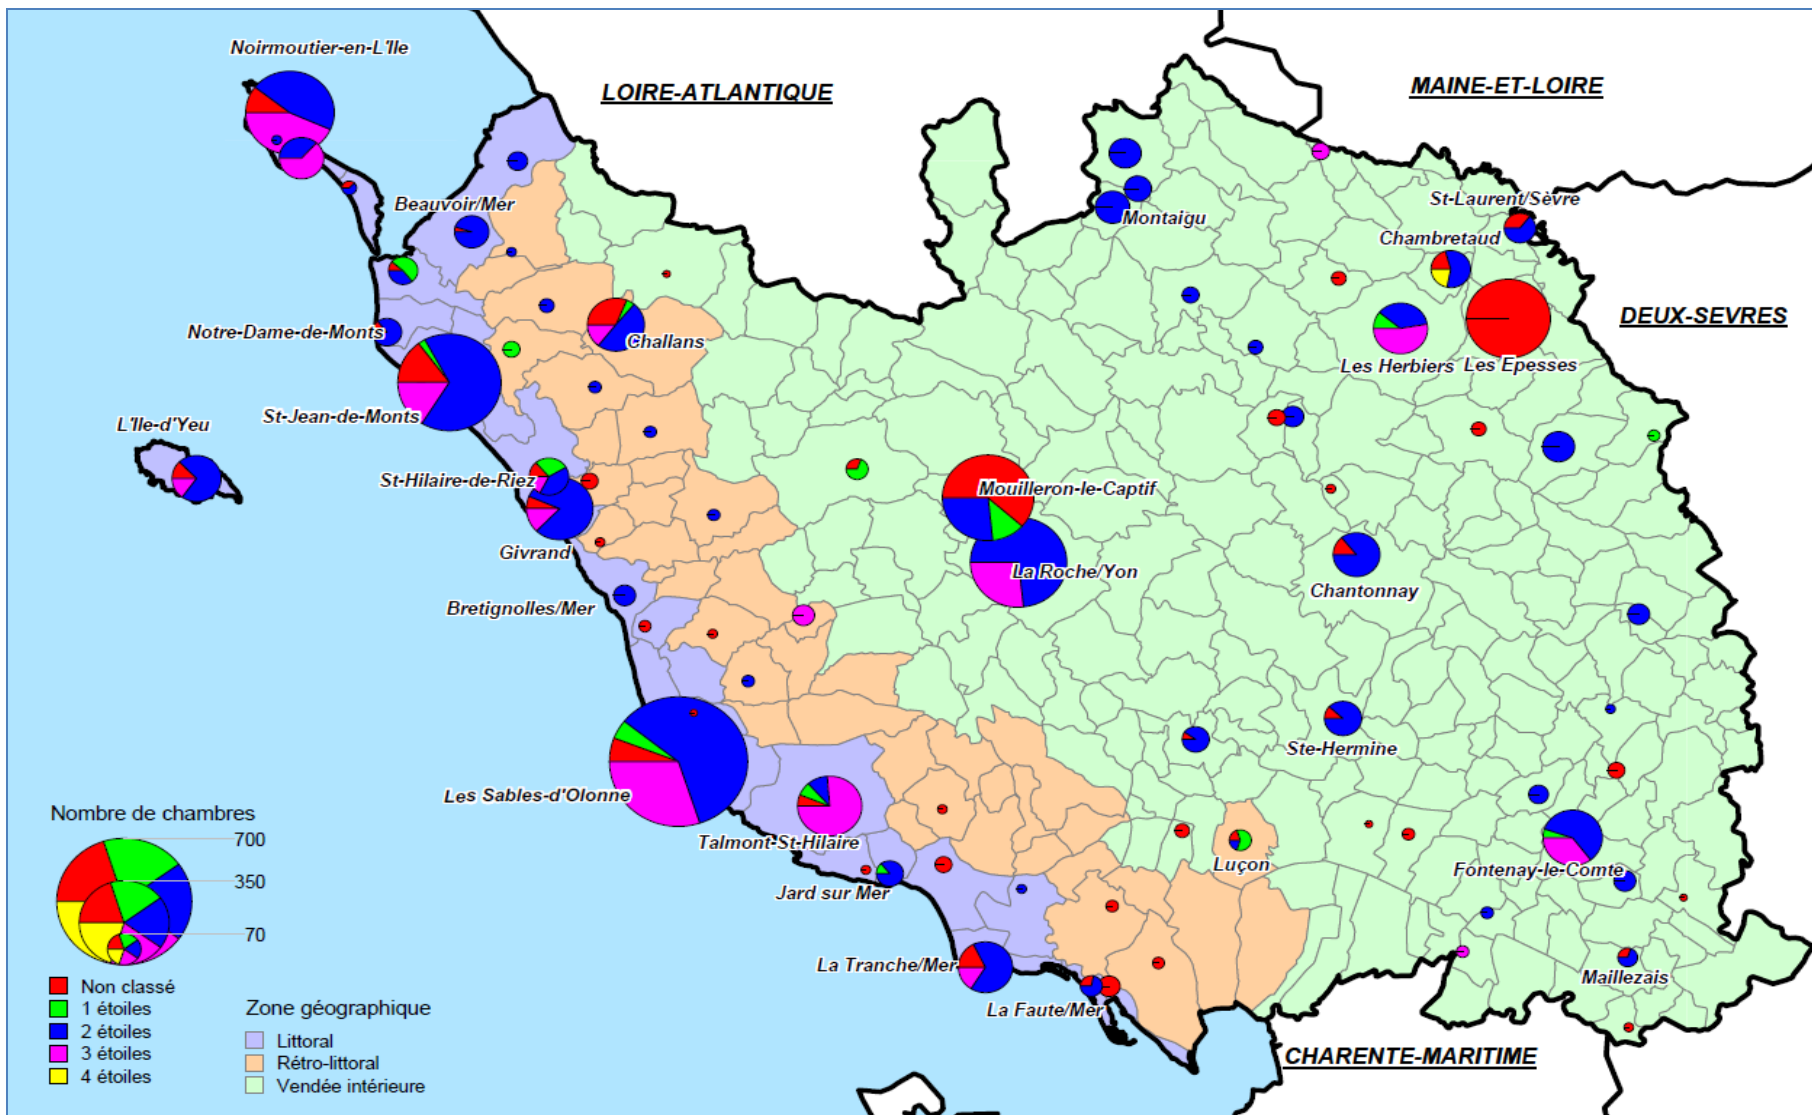 Noirmoutier-en-L'Ile
LOIRE-ATLANTIQUE
MAINE-ET-LOIRE
Beauvoir/Mer
Montaigu
St-Laurent/Sèvre
Chambretaud
DEUX-SEVRES
Notre-Dame-de-Monts
Challans
Les Herbiers
Les Epesses
St-Jean-de-Monts
L'Ile-d'Yeu
St-Hilaire-de-Riez
Mouilleron-le-Captif
Givrand
La Roche/Yon
Chantonnay
Bretignolles/Mer
Ste-Hermine
Les Sables-d'Olonne
Talmont-St-Hilaire
Luçon
Fontenay-le-Comte
Jard sur Mer
La Tranche/Mer
Maillezais
La Faute/Mer
CHARENTE-MARITIME
Nombre de chambres
700
350
70
Non classé
1 étoiles
2 étoiles
3 étoiles
4 étoiles
Zone géographique
Littoral
Rétro-littoral
Vendée intérieure